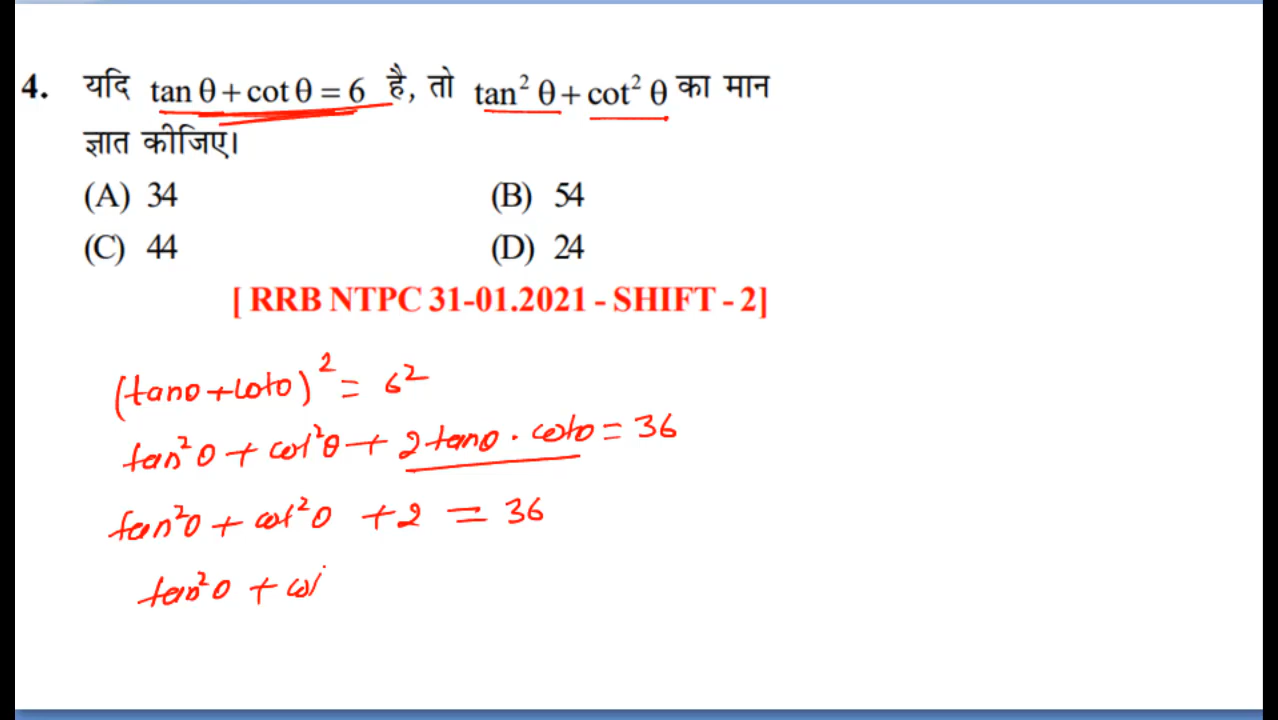 4. यदि tan θ + cot θ = 6 है, तो tan² θ + cot² θ का मान
ज्ञात कीजिए।
(A) 34 (B) 54
(C) 44 (D) 24
[ RRB NTPC 31-01.2021 - SHIFT - 2]
(tanθ + cotθ)² = 6²
tan²θ + cot²θ + 2 tanθ · cotθ = 36
tan²θ + cot²θ + 2 = 36
tan²θ + cot